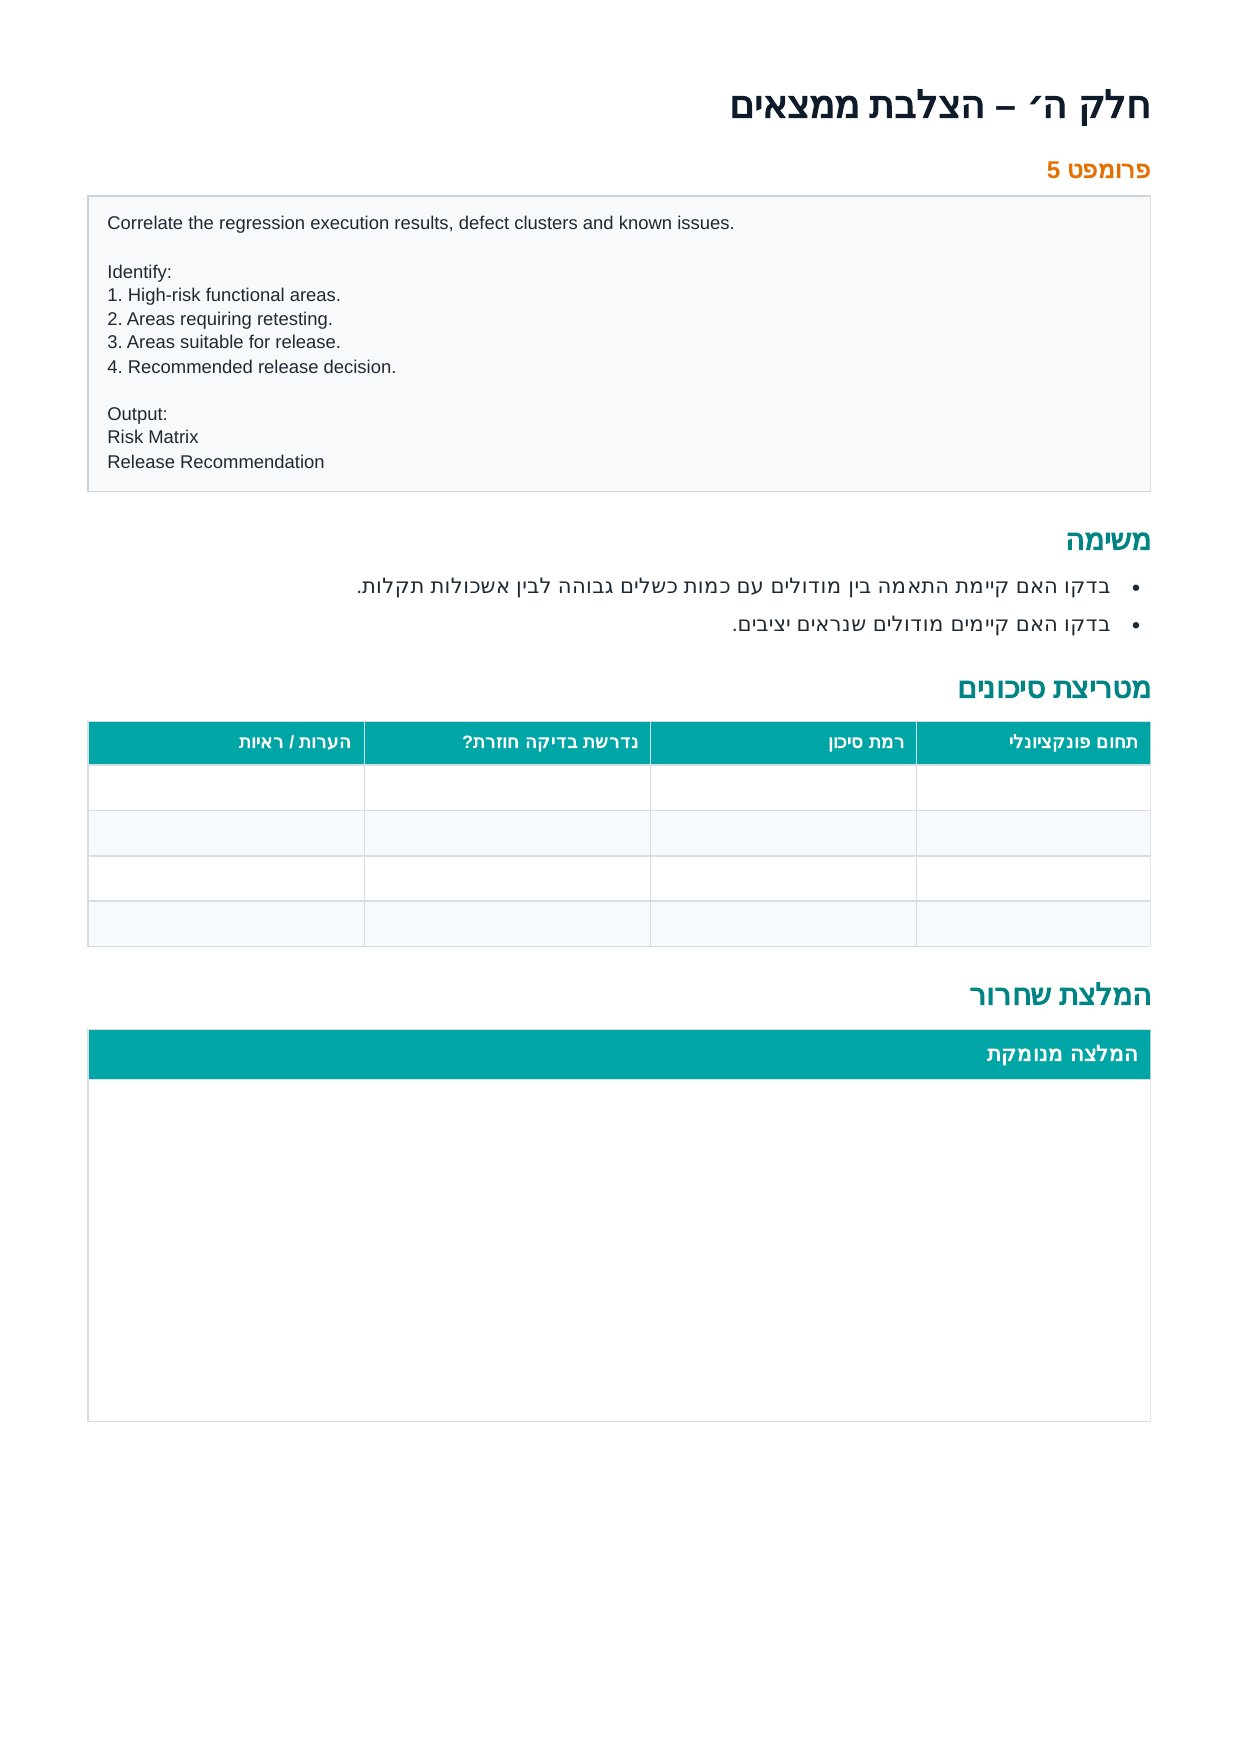 חלק ה׳ – הצלבת ממצאים
פרומפט 5
Correlate the regression execution results, defect clusters and known issues.
Identify:
1. High-risk functional areas.
2. Areas requiring retesting.
3. Areas suitable for release.
4. Recommended release decision.
Output:
Risk Matrix
Release Recommendation
משימה
• בדקו האם קיימת התאמה בין מודולים עם כמות כשלים גבוהה לבין אשכולות תקלות.
• בדקו האם קיימים מודולים שנראים יציבים.
מטריצת סיכונים
תחום פונקציונלי רמת סיכון נדרשת בדיקה חוזרת? הערות / ראיות
המלצת שחרור
המלצה מנומקת